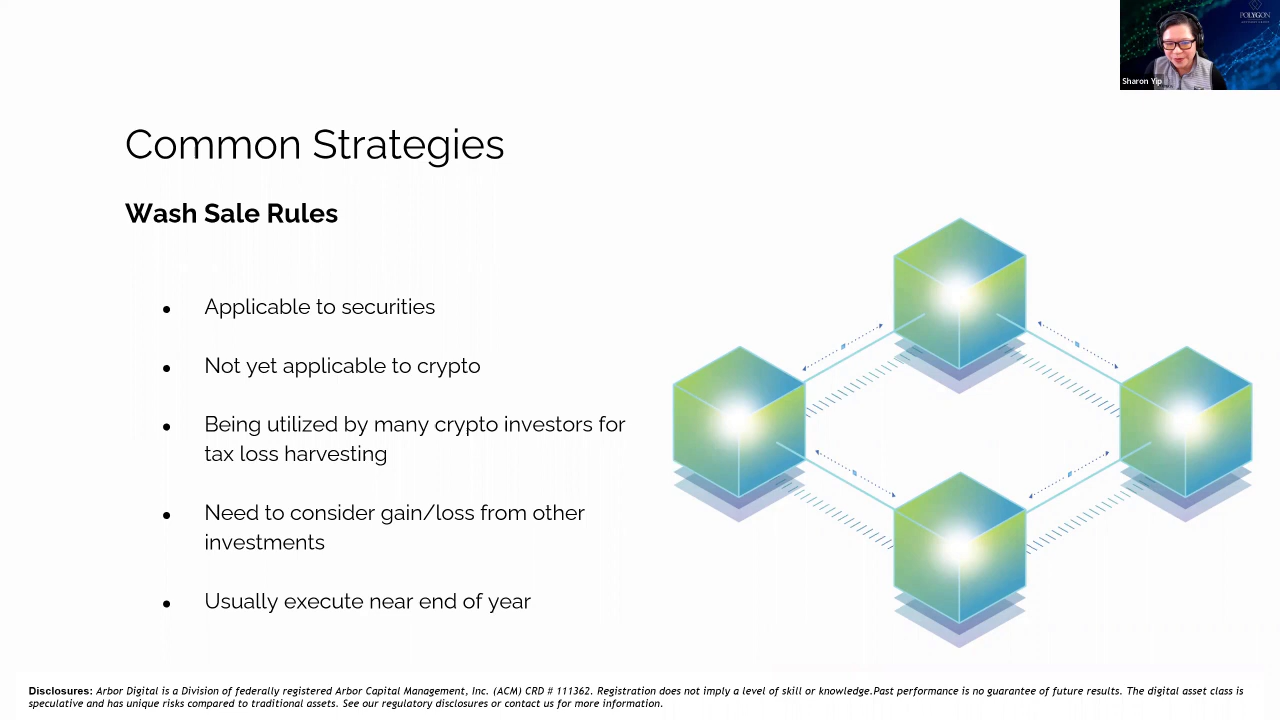 POLYGON
Sharon Yip
Common Strategies
Wash Sale Rules
● Applicable to securities
● Not yet applicable to crypto
● Being utilized by many crypto investors for
tax loss harvesting
● Need to consider gain/loss from other
investments
● Usually execute near end of year
Disclosures: Arbor Digital is a Division of federally registered Arbor Capital Management, Inc. (ACM) CRD # 111362. Registration does not imply a level of skill or knowledge.Past performance is no guarantee of future results. The digital asset class is
speculative and has unique risks compared to traditional assets. See our regulatory disclosures or contact us for more information.